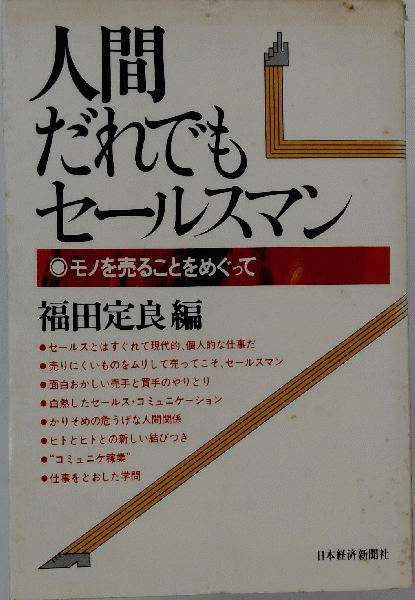 人間
だれでも
セールスマン
◉モノを売ることをめぐって
福田定良編
●セールスとはすぐれて現代的、個人的な仕事だ
●売りにくいものをムリして売ってこそ、セールスマン
●面白おかしい売手と買手のやりとり
●白熱したセールス・コミュニケーション
●かりそめの危うげな人間関係
●ヒトとヒトとの新しい結びつき
●“コミュニケ稼業”
●仕事をとおした学問
日本経済新聞社